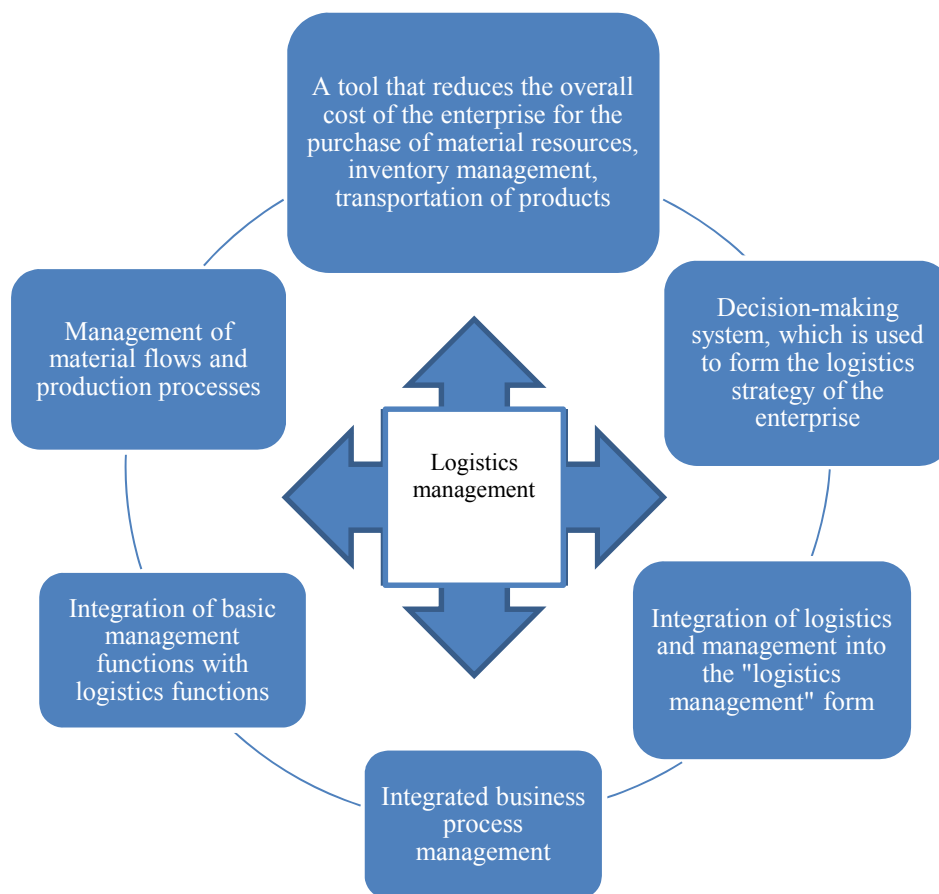 A tool that reduces the overall
cost of the enterprise for the
purchase of material resources,
inventory management,
transportation of products
Decision-making
system, which is used
to form the logistics
strategy of the
enterprise
Integration of logistics
and management into
the "logistics
management" form
Integrated business
process
management
Integration of basic
management
functions with
logistics functions
Management of
material flows and
production processes
Logistics
management